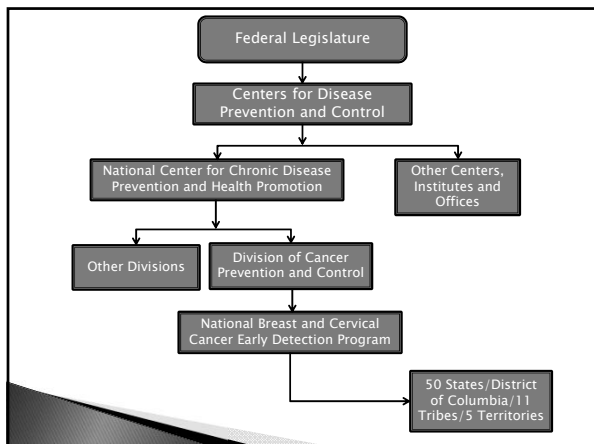 Federal Legislature
Centers for Disease
Prevention and Control
National Center for Chronic Disease
Prevention and Health Promotion
Other Centers,
Institutes and
Offices
Other Divisions
Division of Cancer
Prevention and Control
National Breast and Cervical
Cancer Early Detection Program
50 States/District
of Columbia/11
Tribes/5 Territories